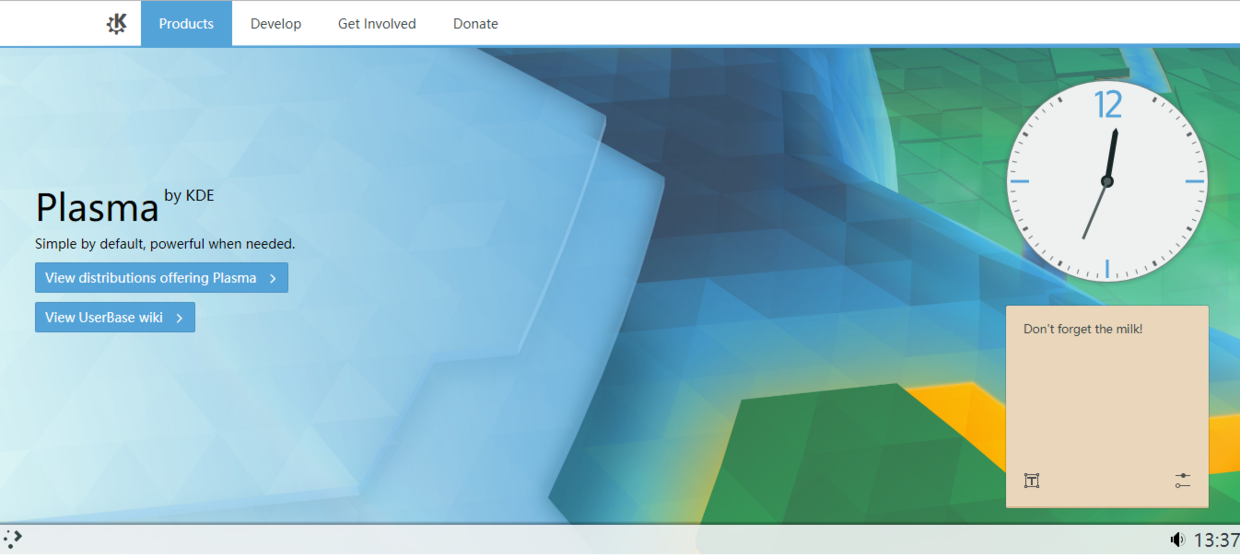 Products Develop Get Involved Donate
12
Plasma by KDE
Simple by default, powerful when needed.
View distributions offering Plasma
View UserBase wiki
Don't forget the milk!
13:37